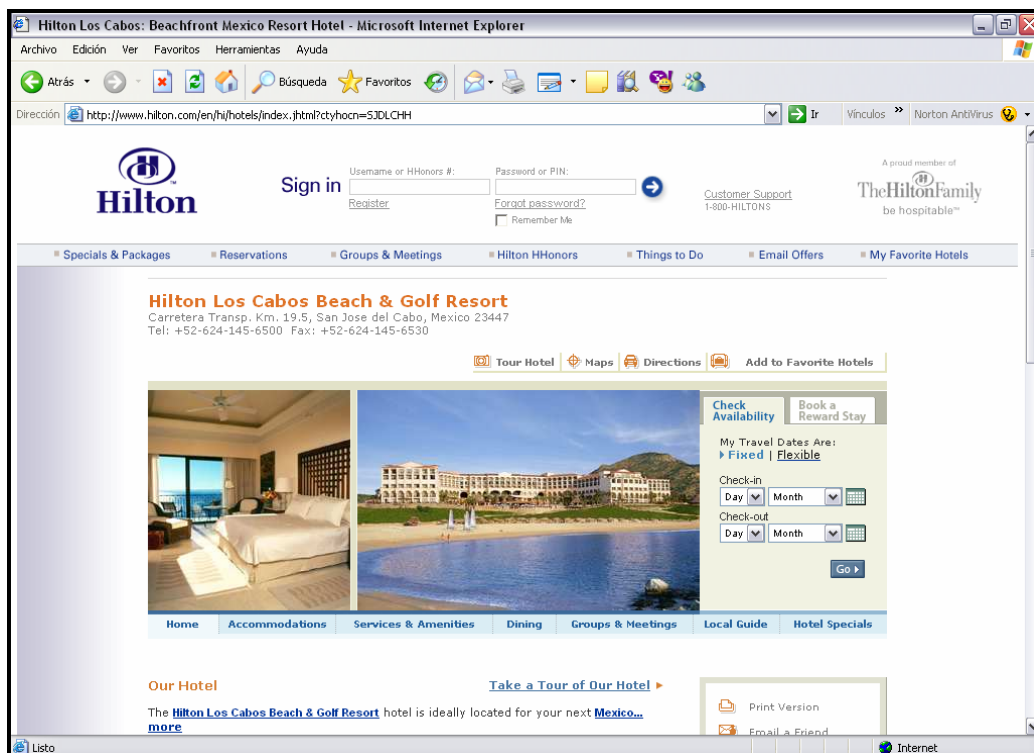 Hilton Los Cabos: Beachfront Mexico Resort Hotel - Microsoft Internet Explorer
Archivo Edición Ver Favoritos Herramientas Ayuda
Atrás Búsqueda Favoritos
Dirección http://www.hilton.com/en/hi/hotels/index.jhtml?ctyhocn=SJDLCHH Ir Vínculos » Norton AntiVirus
Hilton
Sign in
Username or HHonors #:
Register
Password or PIN:
Forgot password?
Remember Me
Customer Support
1-800-HILTONS
A proud member of
TheHiltonFamily
be hospitable™
Specials & Packages Reservations Groups & Meetings Hilton HHonors Things to Do Email Offers My Favorite Hotels
Hilton Los Cabos Beach & Golf Resort
Carretera Transp. Km. 19.5, San Jose del Cabo, Mexico 23447
Tel: +52-624-145-6500 Fax: +52-624-145-6530
Tour Hotel Maps Directions Add to Favorite Hotels
Check
Availability
Book a
Reward Stay
My Travel Dates Are:
Fixed | Flexible
Check-in
Day Month
Check-out
Day Month
Go
Home Accommodations Services & Amenities Dining Groups & Meetings Local Guide Hotel Specials
Our Hotel
Take a Tour of Our Hotel
The Hilton Los Cabos Beach & Golf Resort hotel is ideally located for your next Mexico...
more
Print Version
Email a Friend
Listo Internet